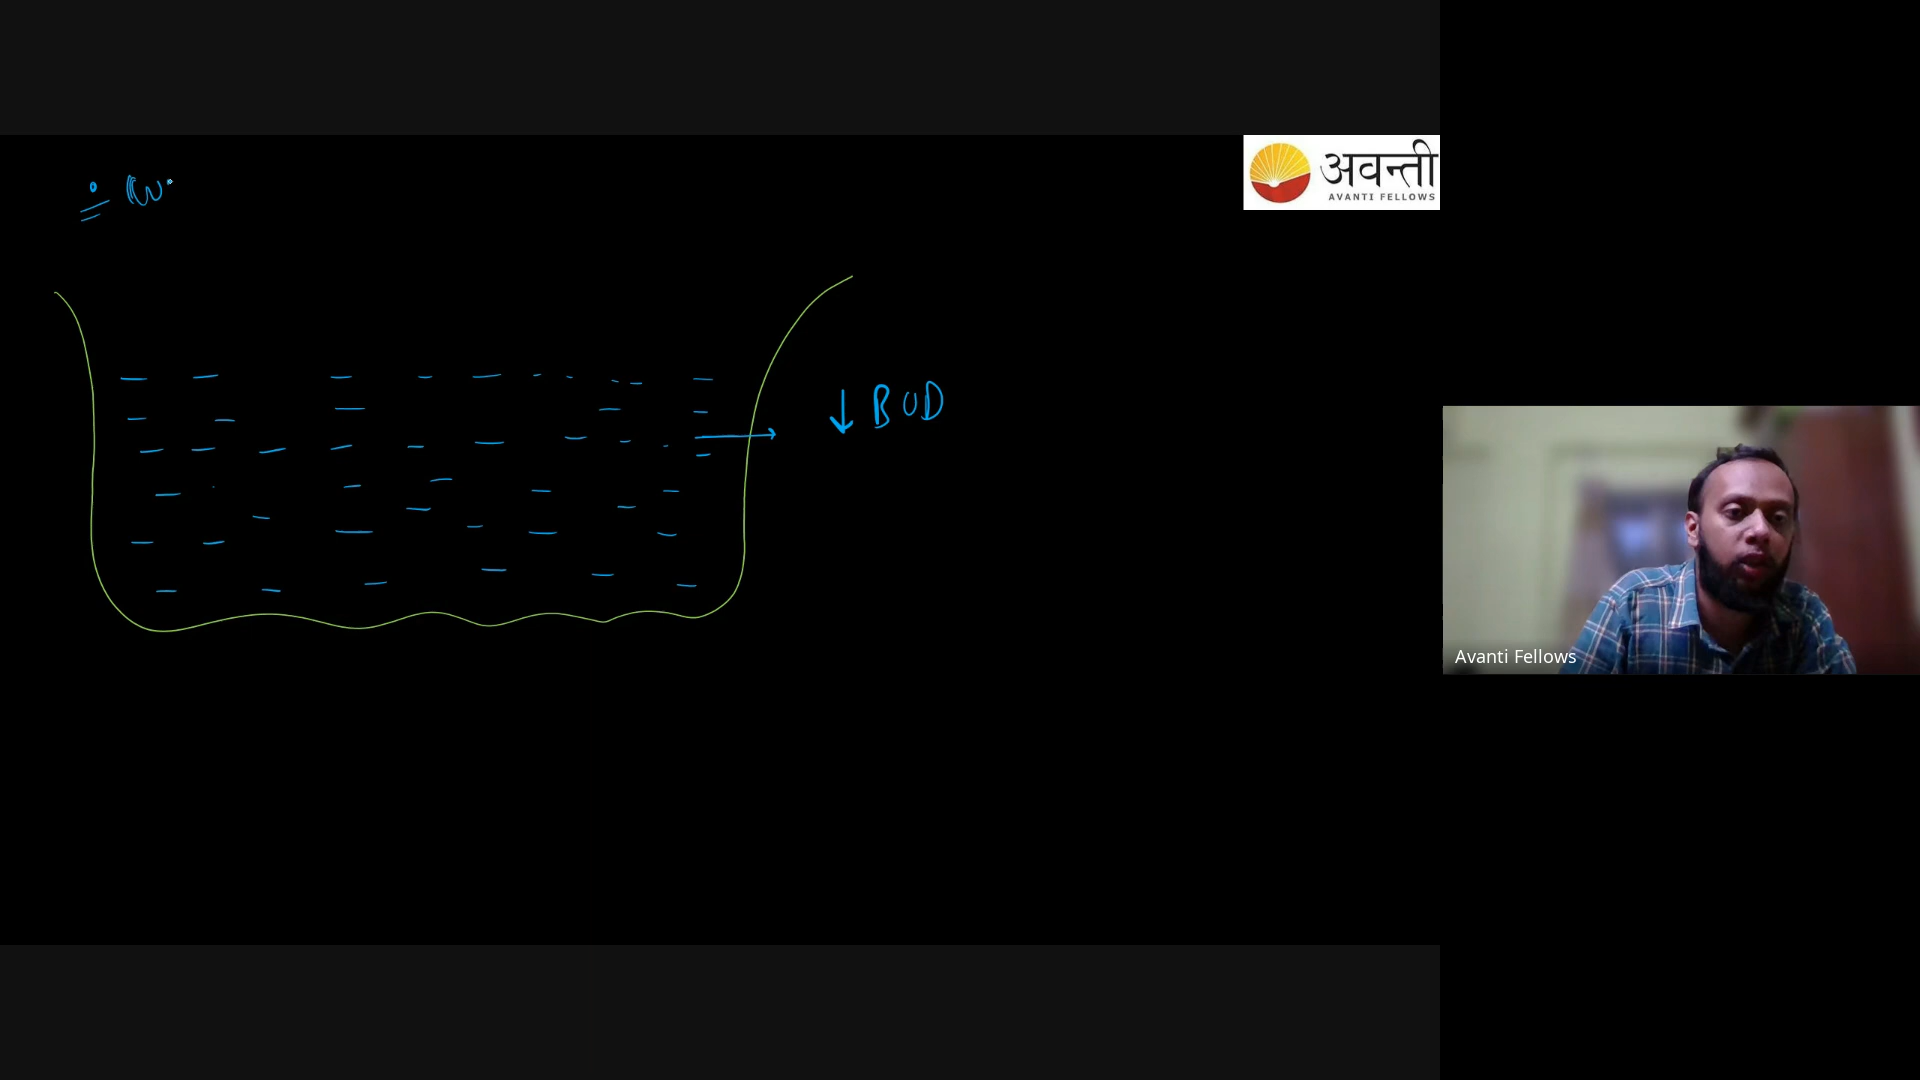 अवन्ती
AVANTI FELLOWS
↓ BOD
Avanti Fellows